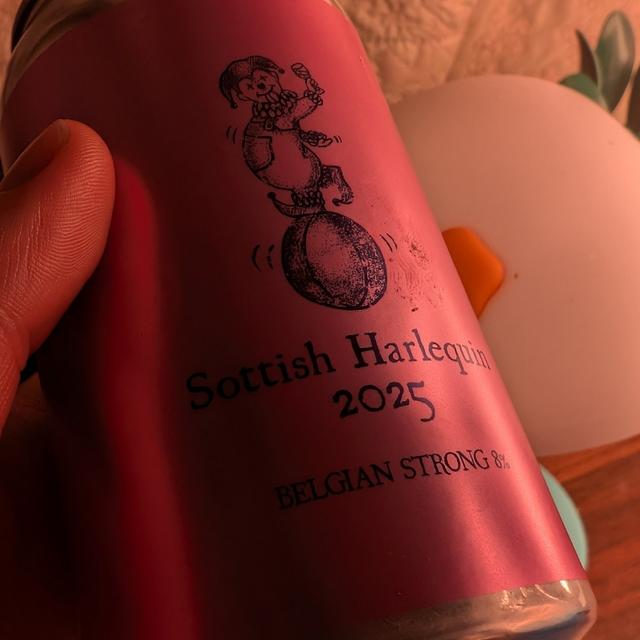 Sottish Harlequin
2025
BELGIAN STRONG 8%